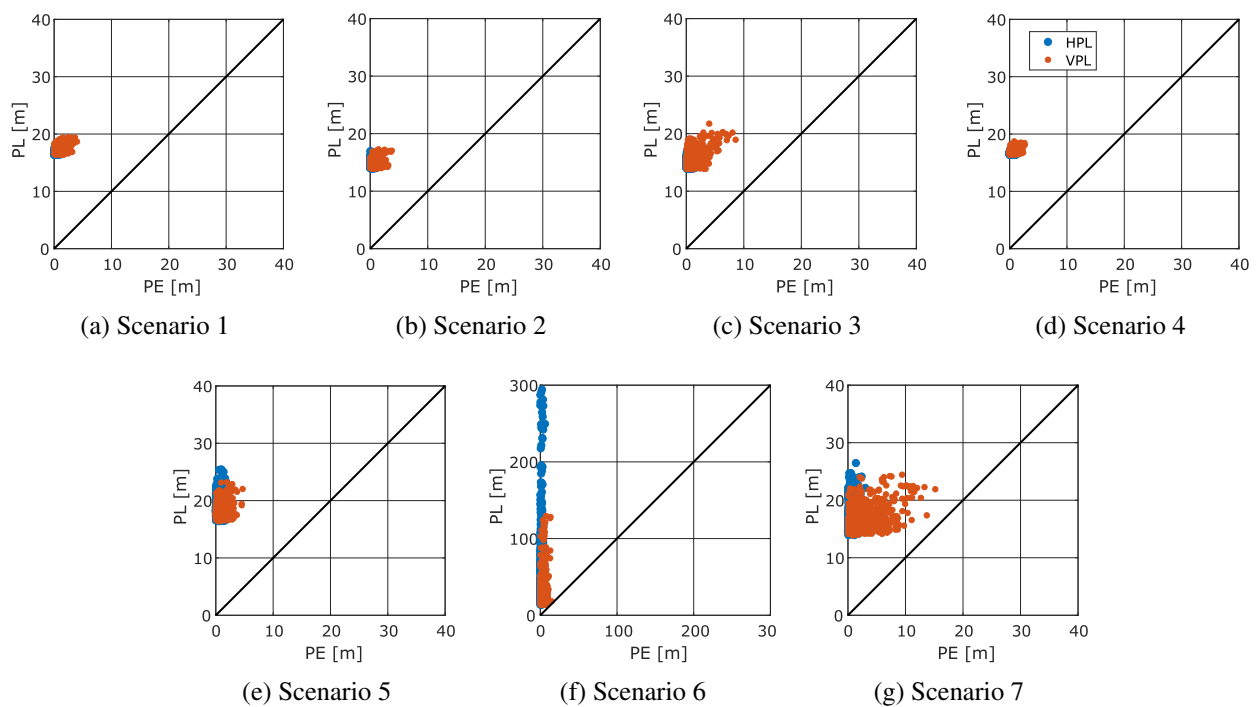 40
30
20
10
0
PL [m]
0 10 20 30 40
PE [m]
(a) Scenario 1
40
30
20
10
0
PL [m]
0 10 20 30 40
PE [m]
(b) Scenario 2
40
30
20
10
0
PL [m]
0 10 20 30 40
PE [m]
(c) Scenario 3
40
30
20
10
0
PL [m]
HPL
VPL
0 10 20 30 40
PE [m]
(d) Scenario 4
40
30
20
10
0
PL [m]
0 10 20 30 40
PE [m]
(e) Scenario 5
300
200
100
0
PL [m]
0 100 200 30
PE [m]
(f) Scenario 6
40
30
20
10
0
PL [m]
0 10 20 30 40
PE [m]
(g) Scenario 7